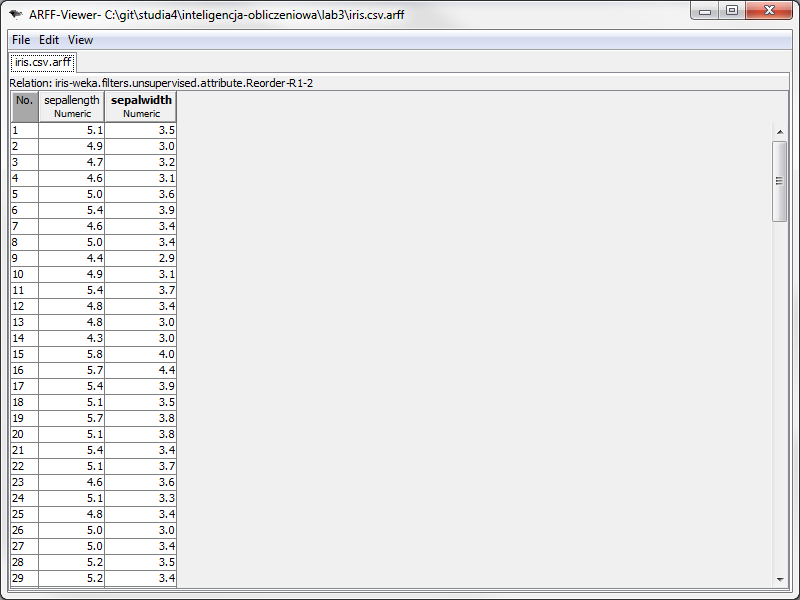 ARFF-Viewer- C:\git\studia4\inteligencja-obliczeniowa\lab3\iris.csv.arff
File Edit View
iris.csv.arff
Relation: iris-weka.filters.unsupervised.attribute.Reorder-R1-2
No. sepallength sepalwidth
Numeric Numeric
1 5.1 3.5
2 4.9 3.0
3 4.7 3.2
4 4.6 3.1
5 5.0 3.6
6 5.4 3.9
7 4.6 3.4
8 5.0 3.4
9 4.4 2.9
10 4.9 3.1
11 5.4 3.7
12 4.8 3.4
13 4.8 3.0
14 4.3 3.0
15 5.8 4.0
16 5.7 4.4
17 5.4 3.9
18 5.1 3.5
19 5.7 3.8
20 5.1 3.8
21 5.4 3.4
22 5.1 3.7
23 4.6 3.6
24 5.1 3.3
25 4.8 3.4
26 5.0 3.0
27 5.0 3.4
28 5.2 3.5
29 5.2 3.4